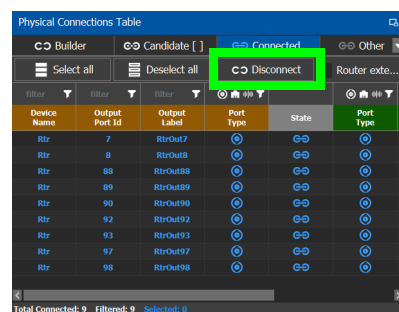 Physical Connections Table
Builder Candidate [ ] Connected Other
Select all Deselect all Disconnect Router exte...
filter filter filter
Device Name Output Port Id Output Label Port Type State Port Type
Rtr 7 RtrOut7
Rtr 8 RtrOut8
Rtr 88 RtrOut88
Rtr 89 RtrOut89
Rtr 90 RtrOut90
Rtr 92 RtrOut92
Rtr 93 RtrOut93
Rtr 97 RtrOut97
Rtr 98 RtrOut98
Total Connected: 9 Filtered: 9 Selected: 0